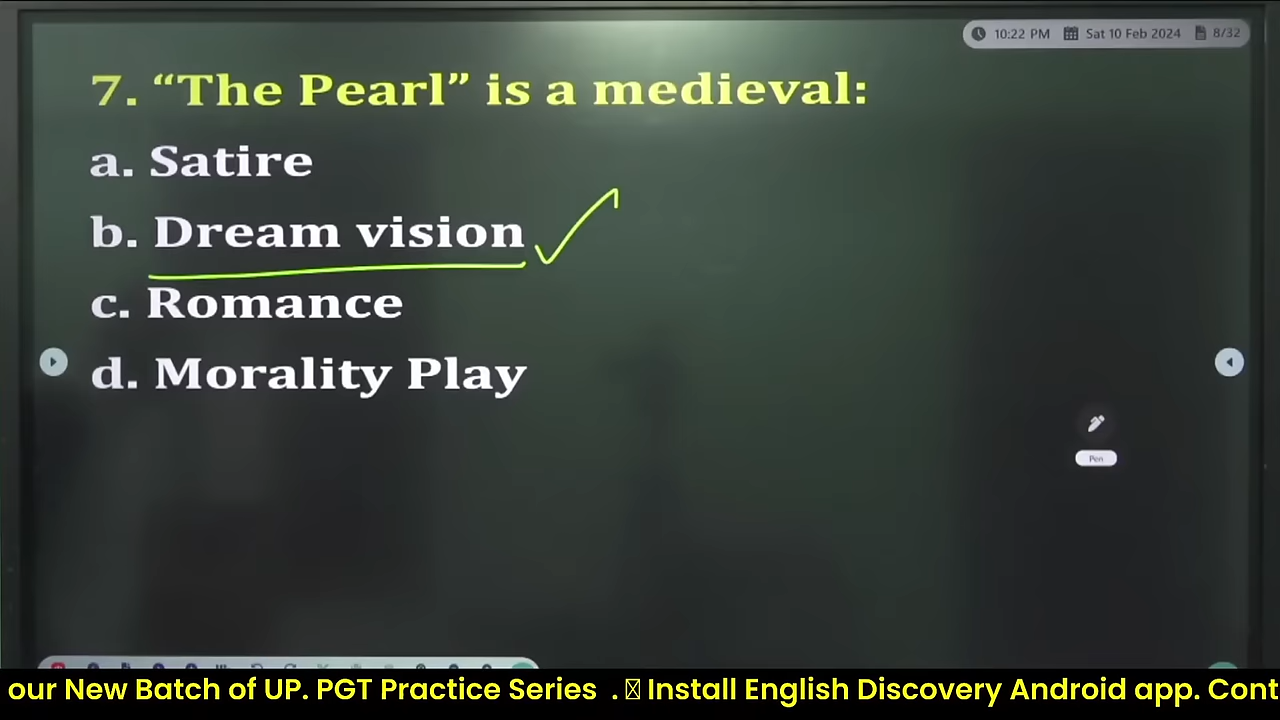 10:22 PM Sat 10 Feb 2024 8/32
7. “The Pearl” is a medieval:
a. Satire
b. Dream vision
c. Romance
d. Morality Play
Pen
our New Batch of UP. PGT Practice Series . Install English Discovery Android app. Cont